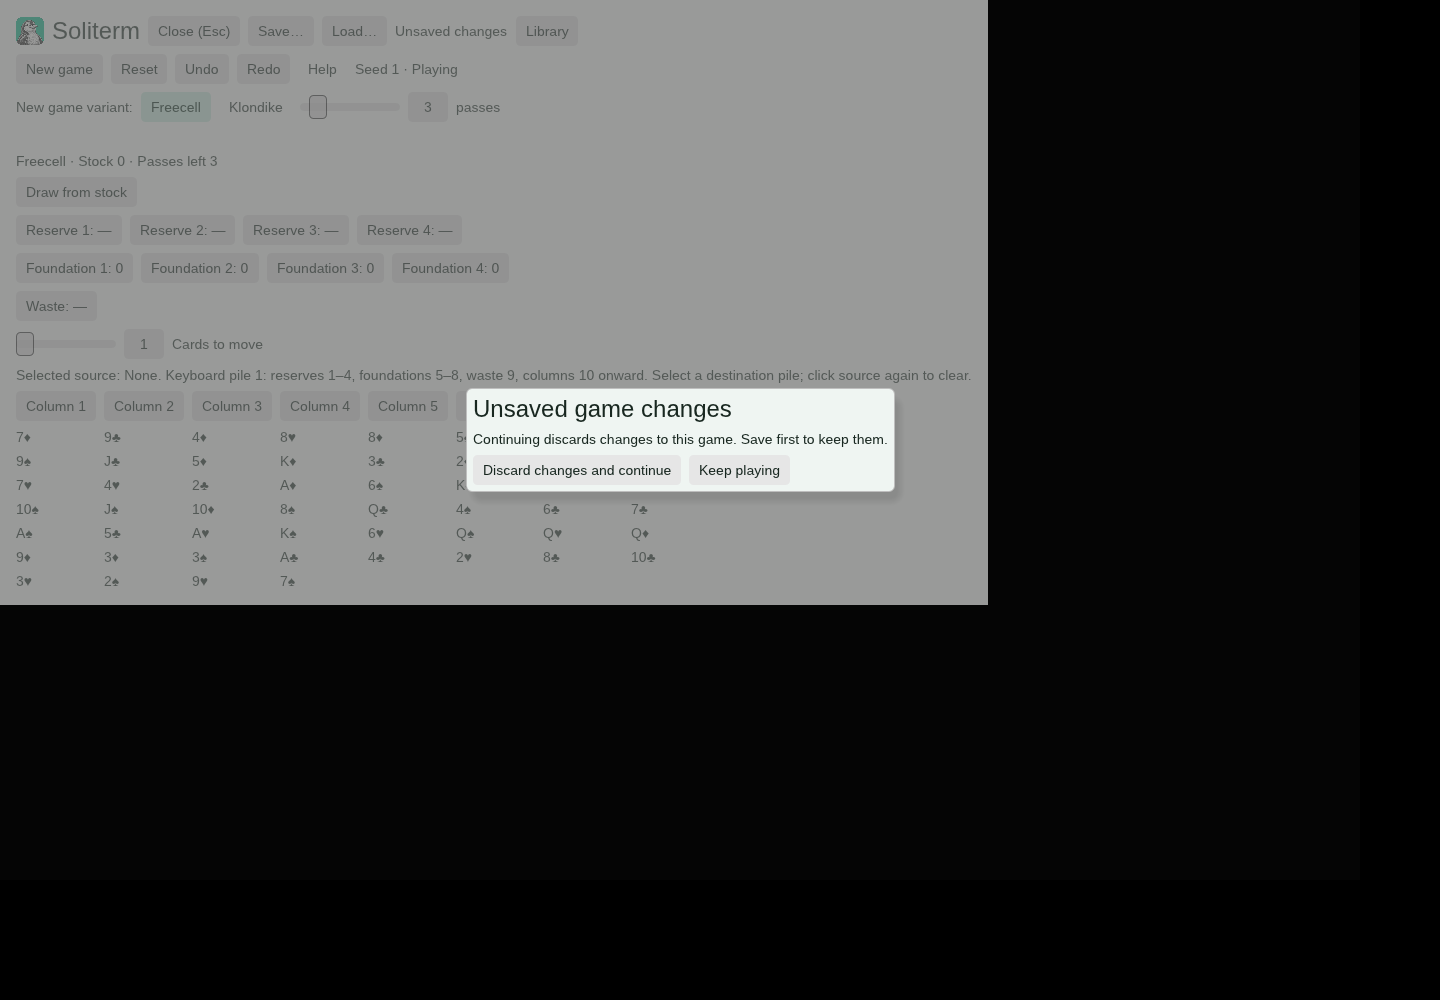 Soliterm Close (Esc) Save… Load… Unsaved changes Library
New game Reset Undo Redo Help Seed 1 · Playing
New game variant: Freecell Klondike 3 passes
Freecell · Stock 0 · Passes left 3
Draw from stock
Reserve 1: — Reserve 2: — Reserve 3: — Reserve 4: —
Foundation 1: 0 Foundation 2: 0 Foundation 3: 0 Foundation 4: 0
Waste: —
1 Cards to move
Selected source: None. Keyboard pile 1: reserves 1–4, foundations 5–8, waste 9, columns 10 onward. Select a destination pile; click source again to clear.
Column 1 Column 2 Column 3 Column 4 Column 5
7♦ 9♣ 4♦ 8♥ 8♦
9♠ J♣ 5♦ K♦ 3♣
7♥ 4♥ 2♣ A♦ 6♠
10♠ J♠ 10♦ 8♠ Q♣ 4♠ 6♣ 7♣
A♠ 5♣ A♥ K♠ 6♥ Q♠ Q♥ Q♦
9♦ 3♦ 3♠ A♣ 4♣ 2♥ 8♣ 10♣
3♥ 2♠ 9♥ 7♠
Unsaved game changes
Continuing discards changes to this game. Save first to keep them.
Discard changes and continue Keep playing